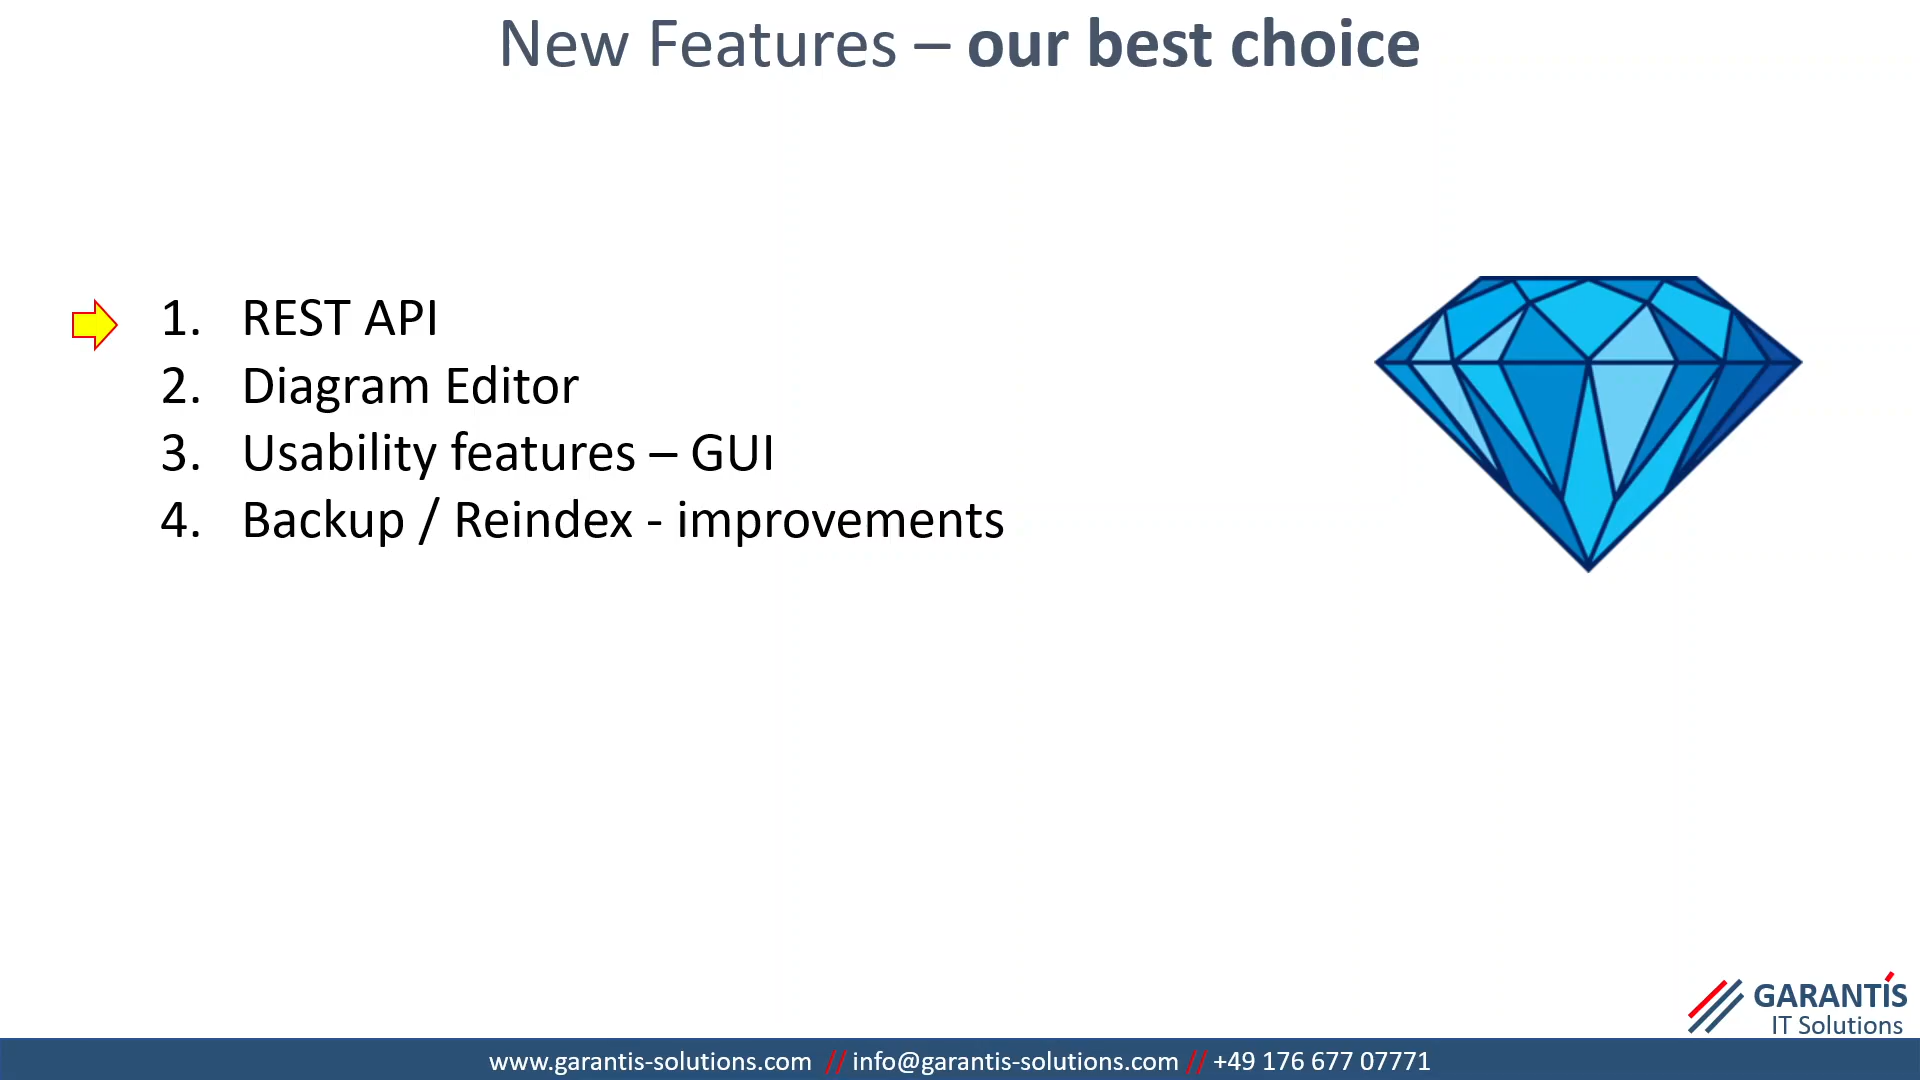 New Features – our best choice
1. REST API
2. Diagram Editor
3. Usability features – GUI
4. Backup / Reindex - improvements
GARANTIS
IT Solutions
www.garantis-solutions.com // info@garantis-solutions.com // +49 176 677 07771